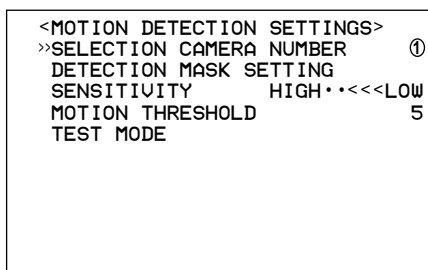 <MOTION DETECTION SETTINGS>
»SELECTION CAMERA NUMBER ①
DETECTION MASK SETTING
SENSITIVITY HIGH··<<<LOW
MOTION THRESHOLD 5
TEST MODE